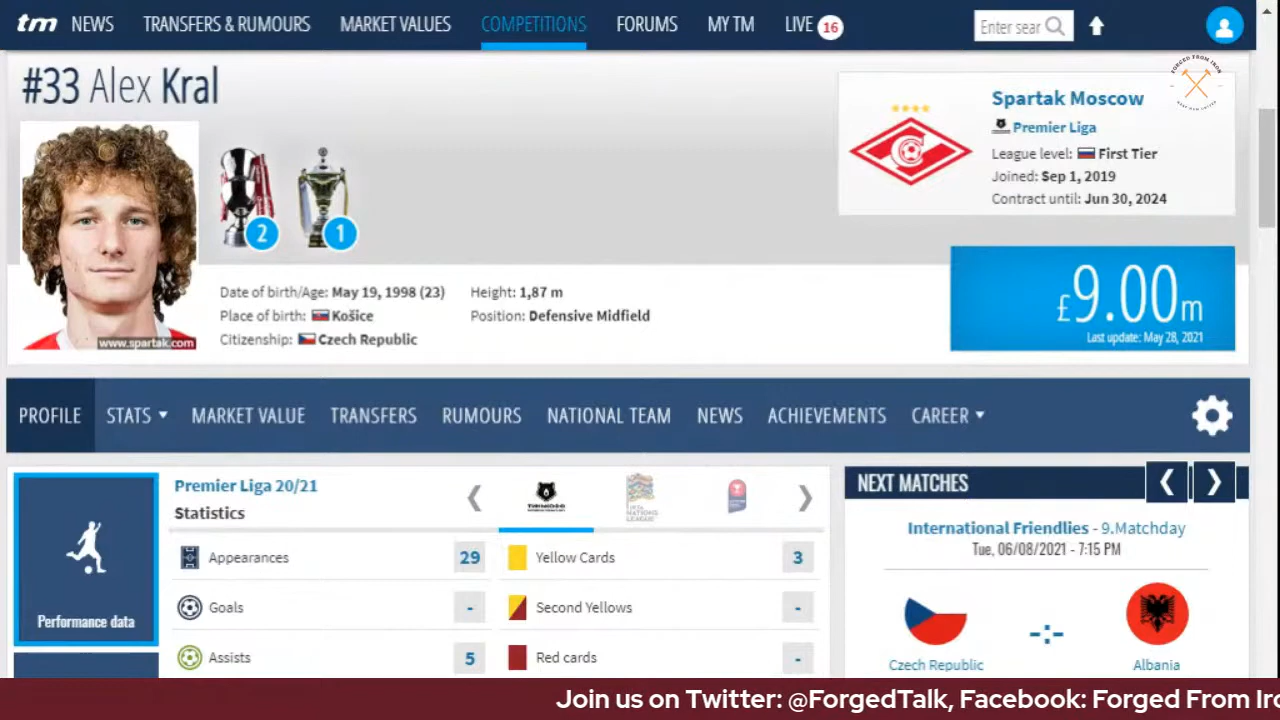 tm NEWS TRANSFERS & RUMOURS MARKET VALUES COMPETITIONS FORUMS MY TM LIVE 16 Enter sear
#33 Alex Kral
FORGED FROM IRON
2
1
www.spartak.com
Date of birth/Age: May 19, 1998 (23)
Place of birth: Košice
Citizenship: Czech Republic
Height: 1,87 m
Position: Defensive Midfield
Spartak Moscow
Premier Liga
League level: First Tier
Joined: Sep 1, 2019
Contract until: Jun 30, 2024
£9.00m
Last update: May 28, 2021
PROFILE STATS MARKET VALUE TRANSFERS RUMOURS NATIONAL TEAM NEWS ACHIEVEMENTS CAREER
Performance data
Premier Liga 20/21
Statistics
Appearances 29
Goals -
Assists 5
Yellow Cards 3
Second Yellows -
Red cards -
NEXT MATCHES
International Friendlies - 9.Matchday
Tue, 06/08/2021 - 7:15 PM
-:-
Czech Republic Albania
Join us on Twitter: @ForgedTalk, Facebook: Forged From Iro